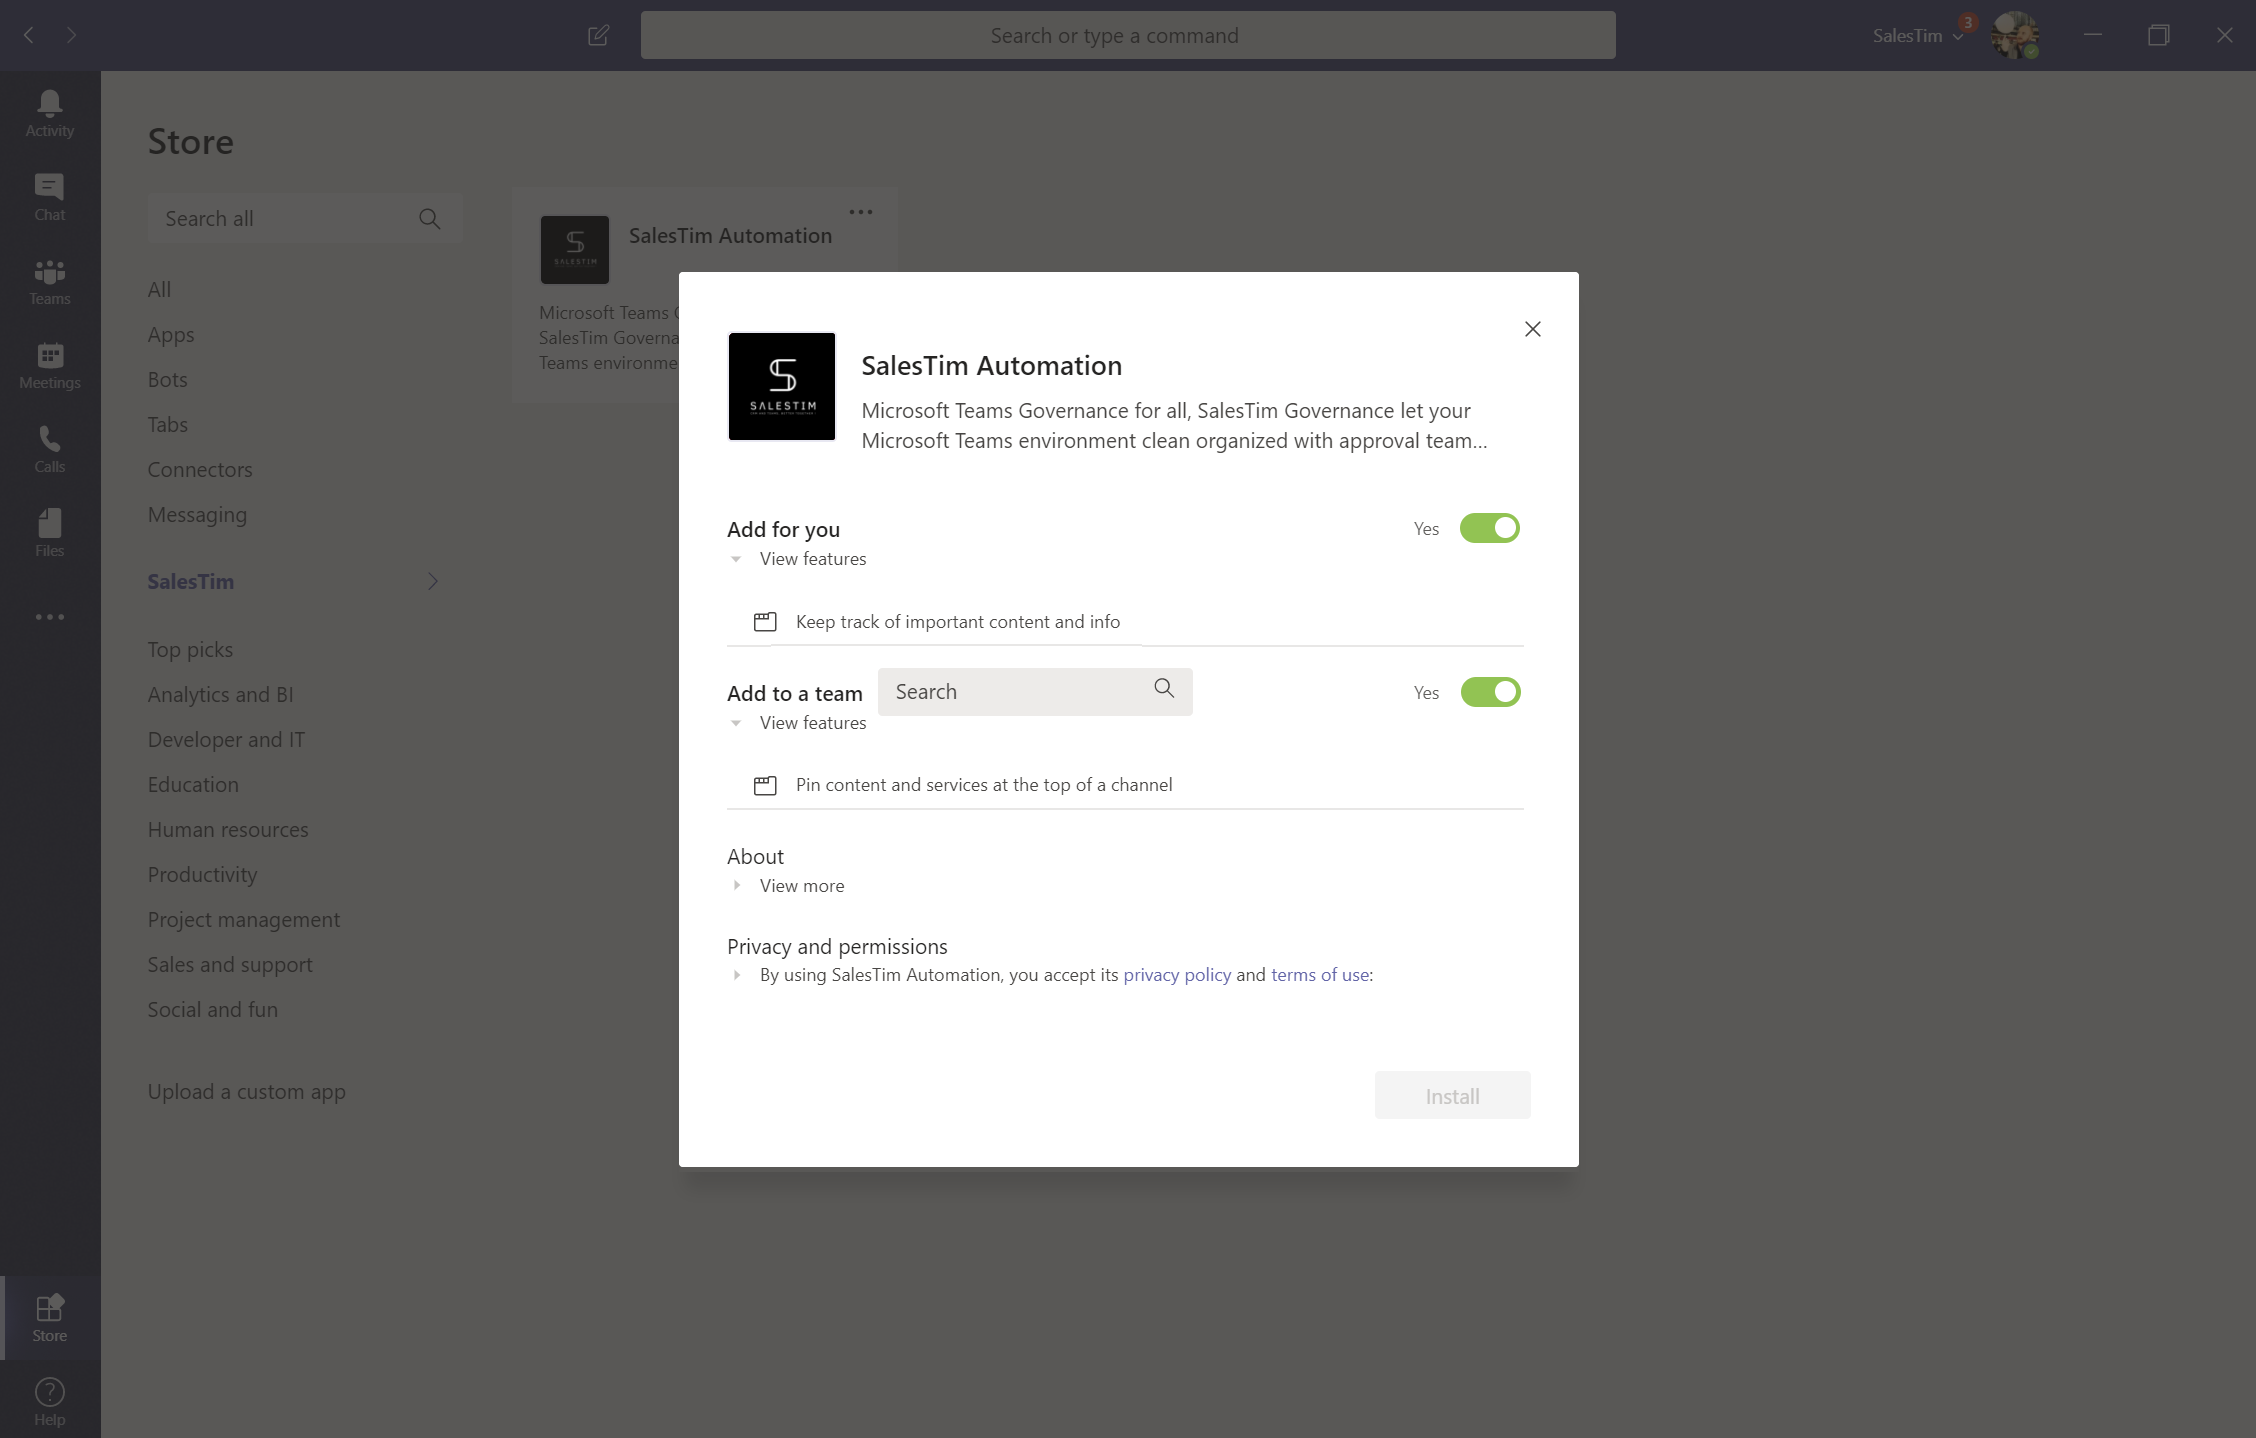 Search or type a command
SalesTim
3
Activity
Chat
Teams
Meetings
Calls
Files
Store
Help
Store
Search all
All
Apps
Bots
Tabs
Connectors
Messaging
SalesTim
Top picks
Analytics and BI
Developer and IT
Education
Human resources
Productivity
Project management
Sales and support
Social and fun
Upload a custom app
SALESTIM
SalesTim Automation
Microsoft Teams
SalesTim Governa
Teams environme
SALESTIM
SalesTim Automation
Microsoft Teams Governance for all, SalesTim Governance let your
Microsoft Teams environment clean organized with approval team...
Add for you
Yes
View features
Keep track of important content and info
Add to a team
Search
Yes
View features
Pin content and services at the top of a channel
About
View more
Privacy and permissions
By using SalesTim Automation, you accept its privacy policy and terms of use:
Install